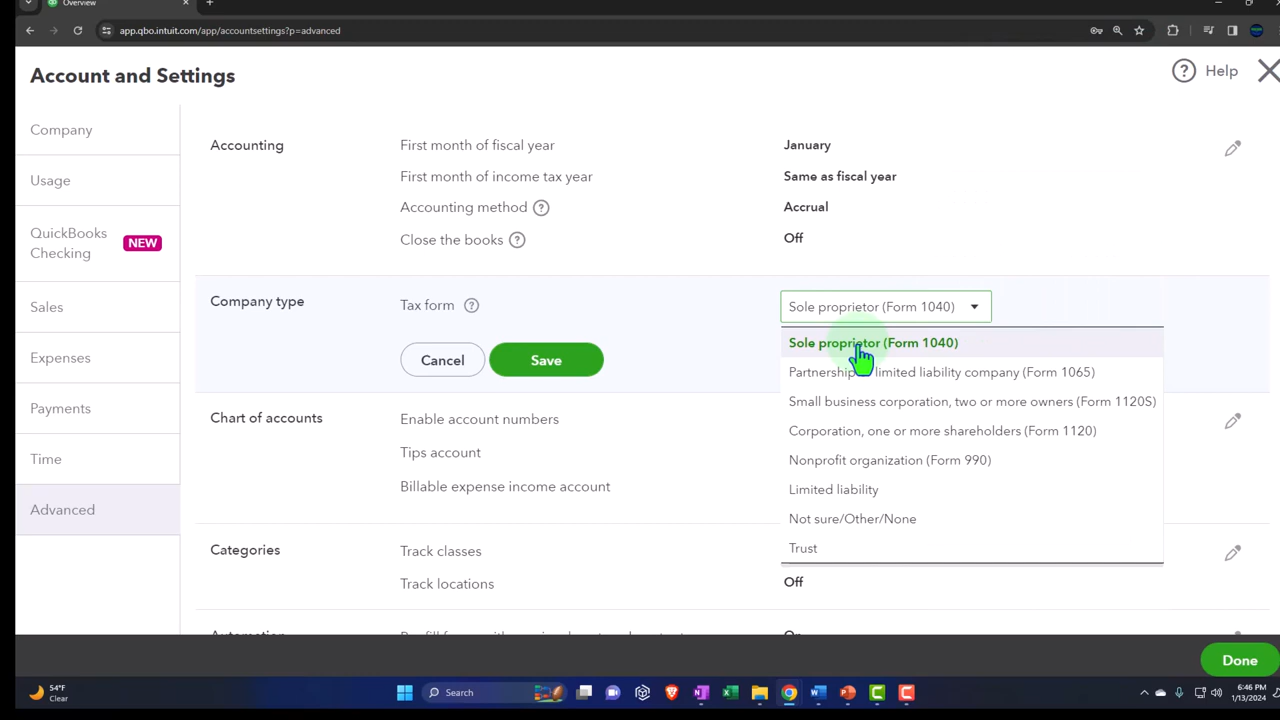 Overview
app.qbo.intuit.com/app/accountsettings?p=advanced
Account and Settings
Help
Company
Usage
QuickBooks
Checking
NEW
Sales
Expenses
Payments
Time
Advanced
Accounting
First month of fiscal year
January
First month of income tax year
Same as fiscal year
Accounting method
Accrual
Close the books
Off
Company type
Tax form
Sole proprietor (Form 1040)
Cancel
Save
Sole proprietor (Form 1040)
Partnership limited liability company (Form 1065)
Small business corporation, two or more owners (Form 1120S)
Corporation, one or more shareholders (Form 1120)
Nonprofit organization (Form 990)
Limited liability
Not sure/Other/None
Trust
Chart of accounts
Enable account numbers
Tips account
Billable expense income account
Categories
Track classes
Track locations
Off
Automation
On
Done
54°F
Clear
Search
6:46 PM
1/13/2024